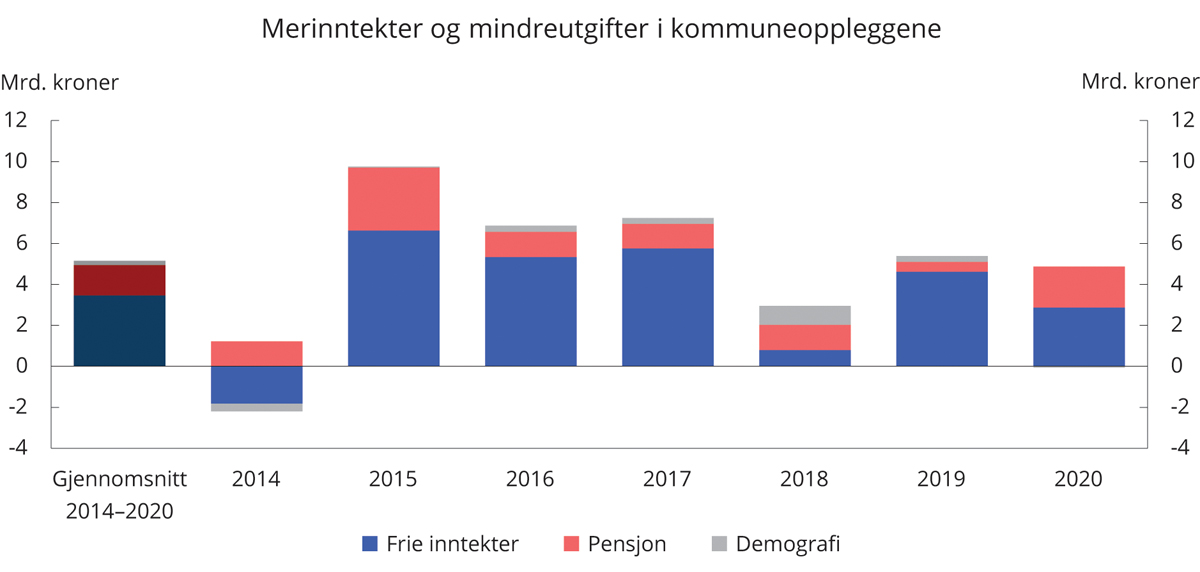 Merinntekter og mindreutgifter i kommuneoppleggene
Mrd. kroner Mrd. kroner
12 12
10 10
8 8
6 6
4 4
2 2
0 0
-2 -2
-4 -4
Gjennomsnitt 2014 2015 2016 2017 2018 2019 2020
2014–2020
Frie inntekter Pensjon Demografi